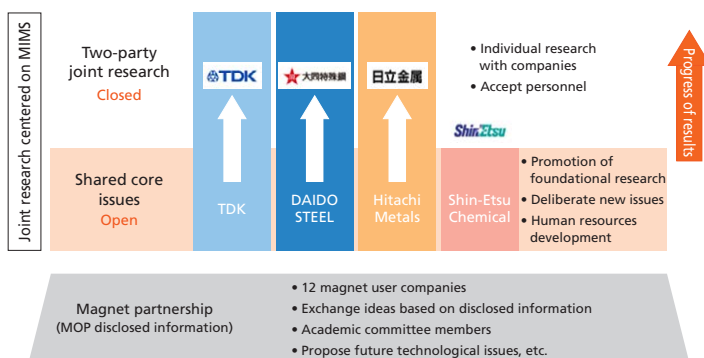 Joint research centered on MIMS
Two-party
joint research
Closed
TDK
大同特殊鋼
日立金属
ShinEtsu
• Individual research
with companies
• Accept personnel
Progress of results
Shared core
issues
Open
TDK
DAIDO
STEEL
Hitachi
Metals
Shin-Etsu
Chemical
• Promotion of
foundational research
• Deliberate new issues
• Human resources
development
Magnet partnership
(MOP disclosed information)
• 12 magnet user companies
• Exchange ideas based on disclosed information
• Academic committee members
• Propose future technological issues, etc.